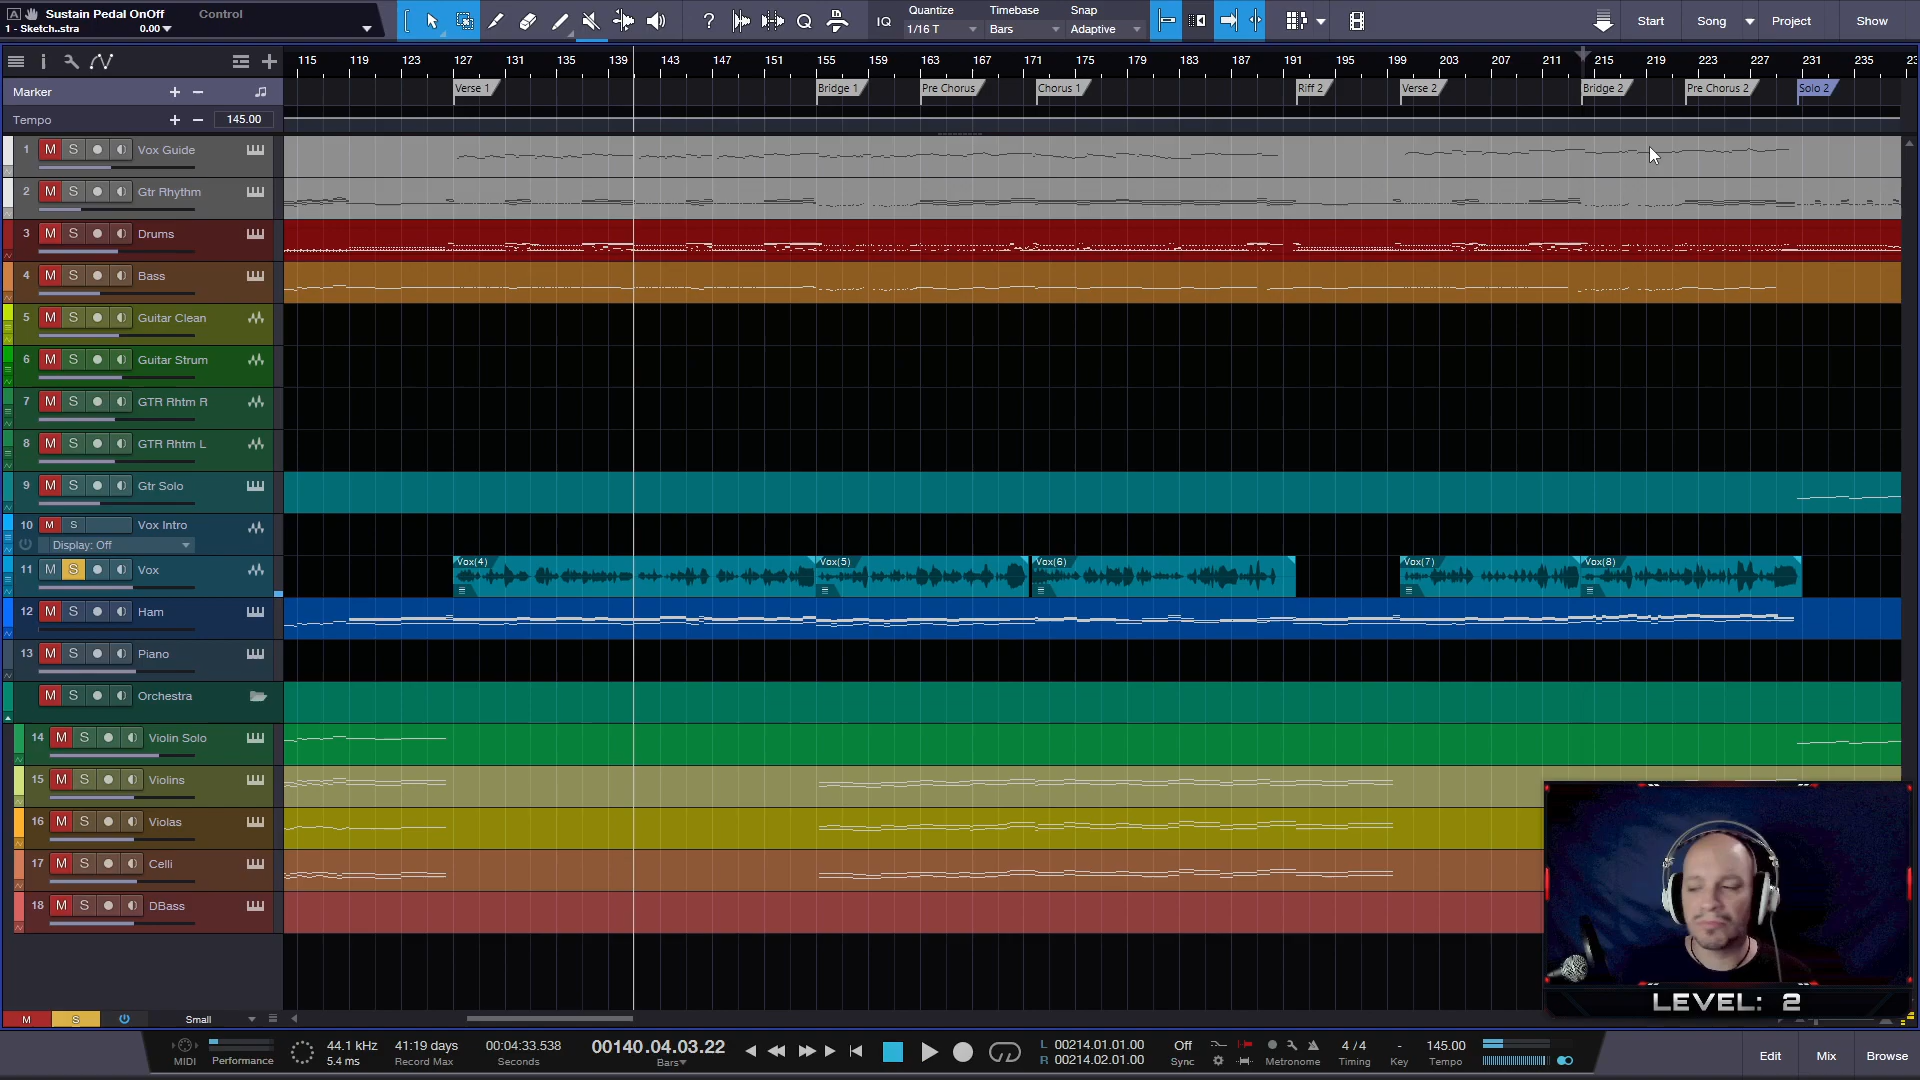 Sustain Pedal OnOff Control
1 - Sketch..stra 0.00
IQ
Quantize
1/16 T
Timebase
Bars
Snap
Adaptive
Start
Song
Project
Show
115 119 123 127 131 135 139 143 147 151 155 159 163 167 171 175 179 183 187 191 195 199 203 207 211 215 219 223 227 231 235
Marker
Verse 1 Bridge 1 Pre Chorus Chorus 1 Riff 2 Verse 2 Bridge 2 Pre Chorus 2 Solo 2
Tempo 145.00
1 M S Vox Guide
2 M S Gtr Rhythm
3 M S Drums
4 M S Bass
5 M S Guitar Clean
6 M S Guitar Strum
7 M S GTR Rhtm R
8 M S GTR Rhtm L
9 M S Gtr Solo
10 M S Vox Intro
Display: Off
11 M S Vox
Vox(4) Vox(5) Vox(6) Vox(7) Vox(8)
12 M S Ham
13 M S Piano
M S Orchestra
14 M S Violin Solo
15 M S Violins
16 M S Violas
17 M S Celli
18 M S DBass
LEVEL: 2
M S Small
MIDI
Performance
44.1 kHz
5.4 ms
41:19 days
Record Max
00:04:33.538
Seconds
00140.04.03.22
Bars
L 00214.01.01.00
R 00214.02.01.00
Off
Sync
Metronome
4 / 4
Timing
-
Key
145.00
Tempo
Edit
Mix
Browse